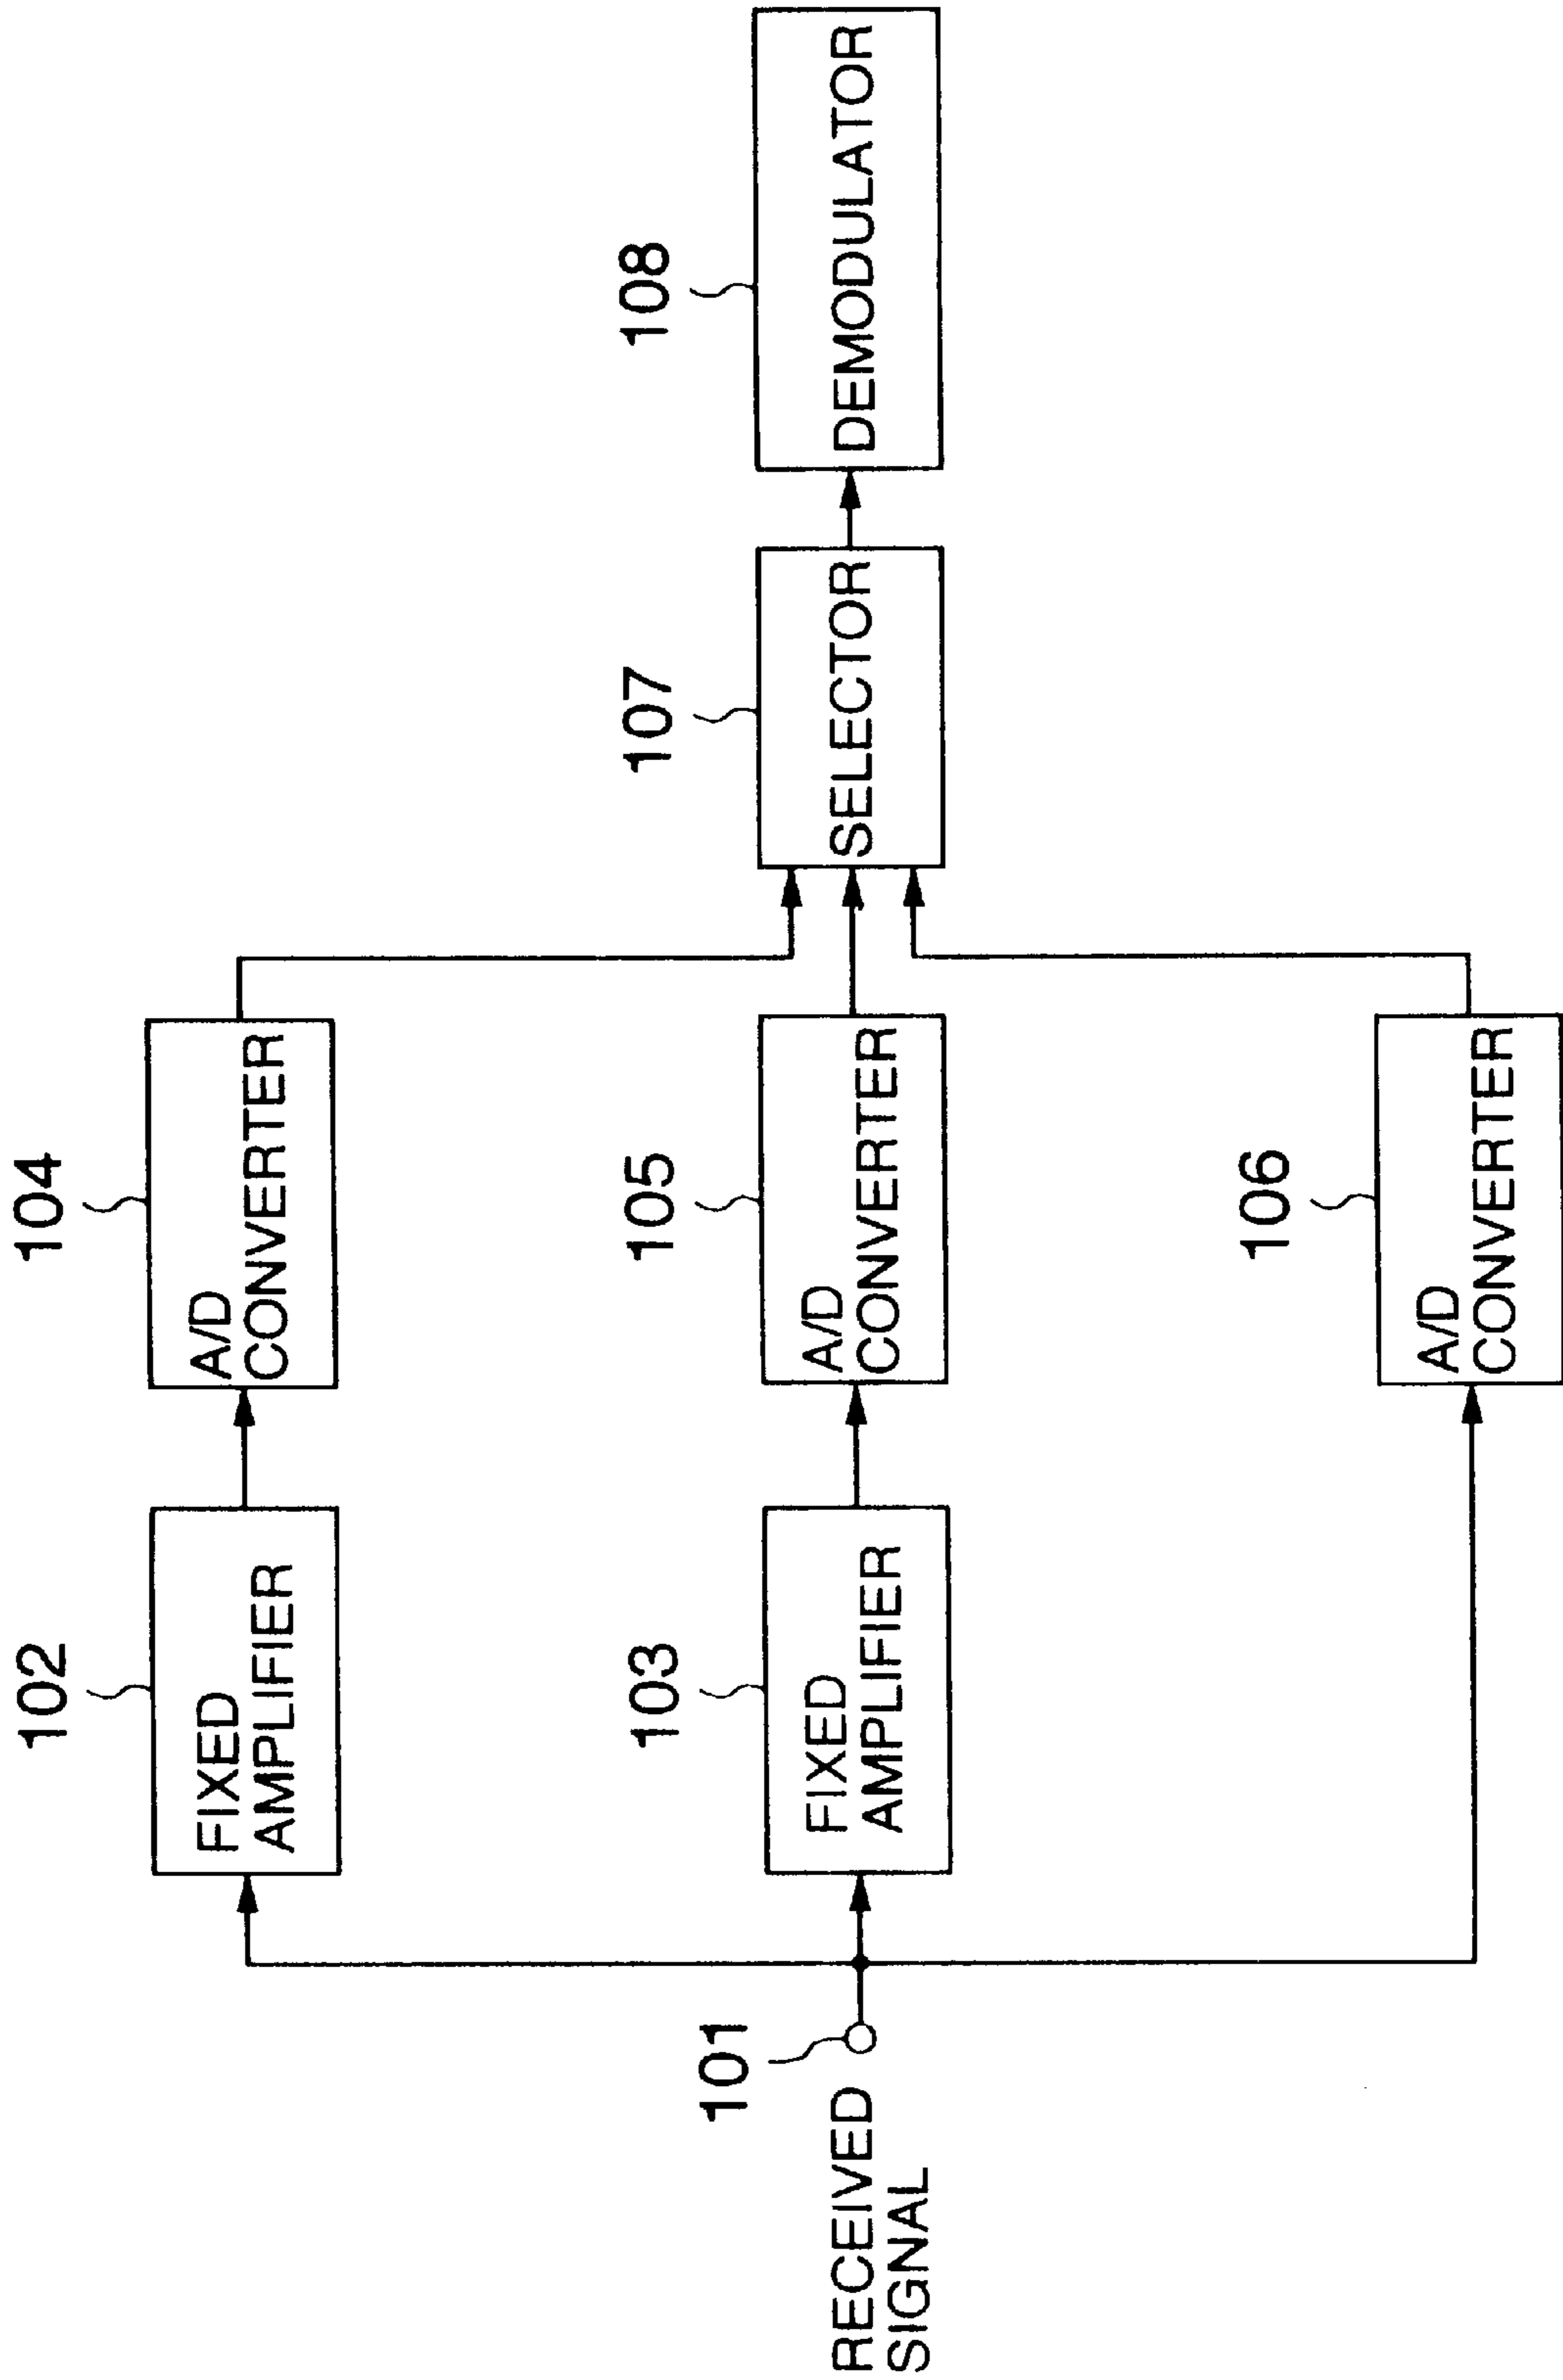 RECEIVED
SIGNAL
101
102
FIXED
AMPLIFIER
104
A/D
CONVERTER
103
FIXED
AMPLIFIER
105
A/D
CONVERTER
106
A/D
CONVERTER
107
SELECTOR
108
DEMODULATOR